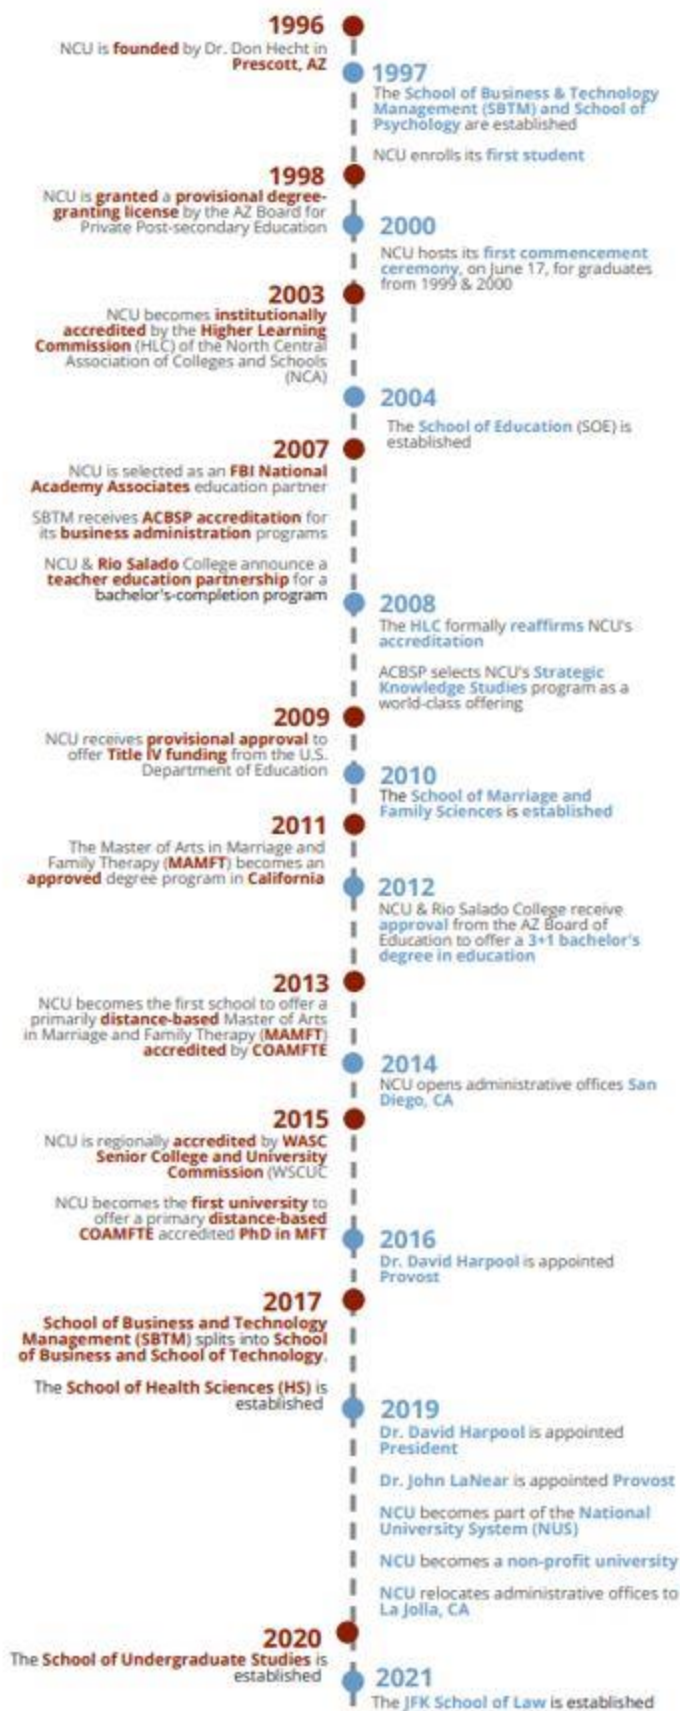 1996
NCU is founded by Dr. Don Hecht in
Prescott, AZ
1997
The School of Business & Technology
Management (SBTM) and School of
Psychology are established
NCU enrolls its first student
1998
NCU is granted a provisional degree-
granting license by the AZ Board for
Private Post-secondary Education
2000
NCU hosts its first commencement
ceremony, on June 17, for graduates
from 1999 & 2000
2003
NCU becomes institutionally
accredited by the Higher Learning
Commission (HLC) of the North Central
Association of Colleges and Schools
(NCA)
2004
The School of Education (SOE) is
established
2007
NCU is selected as an FBI National
Academy Associates education partner
SBTM receives ACBSP accreditation for
its business administration programs
NCU & Rio Salado College announce a
teacher education partnership for a
bachelor's-completion program
2008
The HLC formally reaffirms NCU's
accreditation
ACBSP selects NCU's Strategic
Knowledge Studies program as a
world-class offering
2009
NCU receives provisional approval to
offer Title IV funding from the U.S.
Department of Education
2010
The School of Marriage and
Family Sciences is established
2011
The Master of Arts in Marriage and
Family Therapy (MAMFT) becomes an
approved degree program in California
2012
NCU & Rio Salado College receive
approval from the AZ Board of
Education to offer a 3+1 bachelor's
degree in education
2013
NCU becomes the first school to offer a
primarily distance-based Master of Arts
in Marriage and Family Therapy (MAMFT)
accredited by COAMFTE
2014
NCU opens administrative offices San
Diego, CA
2015
NCU is regionally accredited by WASC
Senior College and University
Commission (WSCUC
NCU becomes the first university to
offer a primary distance-based
COAMFTE accredited PhD in MFT
2016
Dr. David Harpool is appointed
Provost
2017
School of Business and Technology
Management (SBTM) splits into School
of Business and School of Technology.
The School of Health Sciences (HS) is
established
2019
Dr. David Harpool is appointed
President
Dr. John LaNear is appointed Provost
NCU becomes part of the National
University System (NUS)
NCU becomes a non-profit university
NCU relocates administrative offices to
La Jolla, CA
2020
The School of Undergraduate Studies is
established
2021
The JFK School of Law is established